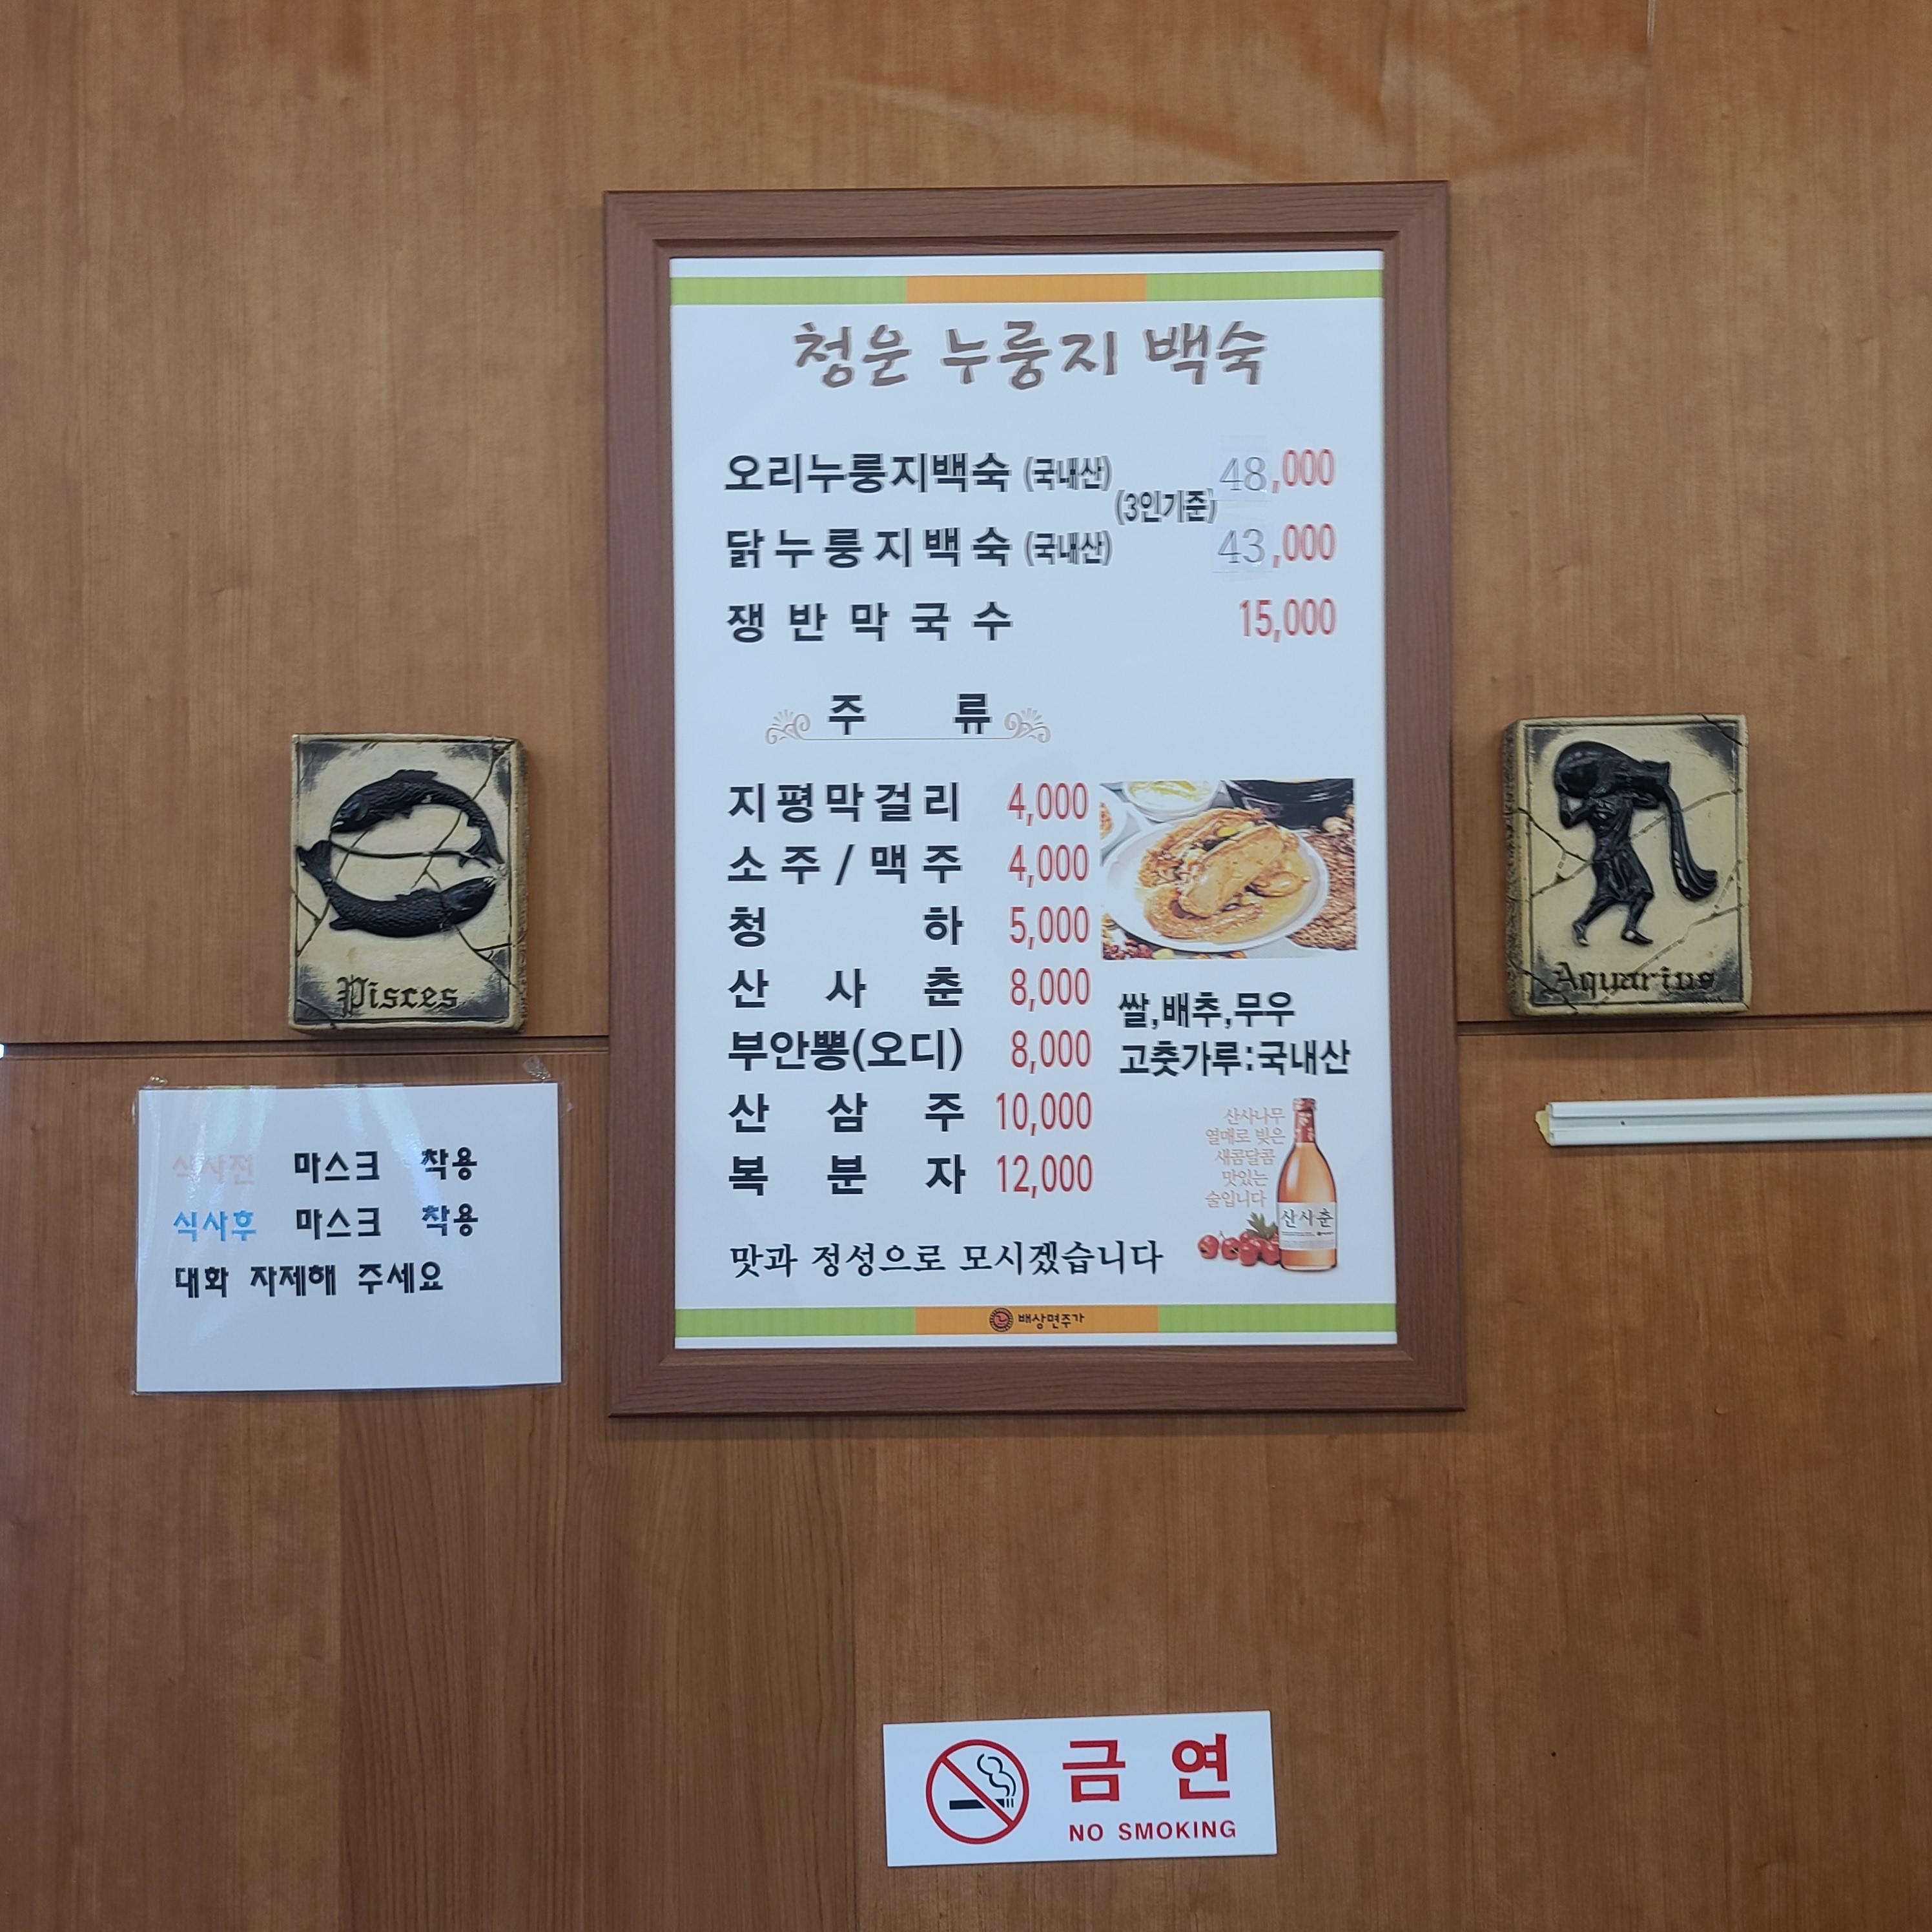 청운 누룽지 백숙
오리누룽지백숙 (국내산) 48,000
(3인기준)
닭누룽지백숙 (국내산) 43,000
쟁반막국수 15,000
주류
지평막걸리 4,000
소주/맥주 4,000
청하 5,000
산사춘 8,000
부안뽕(오디) 8,000
산삼주 10,000
복분자 12,000
쌀,배추,무우
고춧가루:국내산
산사나무
열매로 빚은
새콤달콤
맛있는
술입니다
산사춘
맛과 정성으로 모시겠습니다
배상면주가
Pisces
Aquarius
식사전 마스크 착용
식사후 마스크 착용
대화 자제해 주세요
금연
NO SMOKING